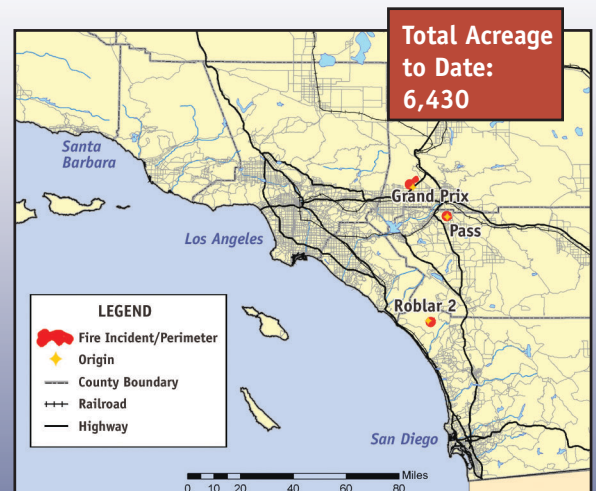 Total Acreage
to Date:
6,430
Santa
Barbara
Grand Prix
Pass
Los Angeles
Roblar 2
LEGEND
Fire Incident/Perimeter
Origin
County Boundary
Railroad
Highway
San Diego
Miles
0 10 20 40 60 80